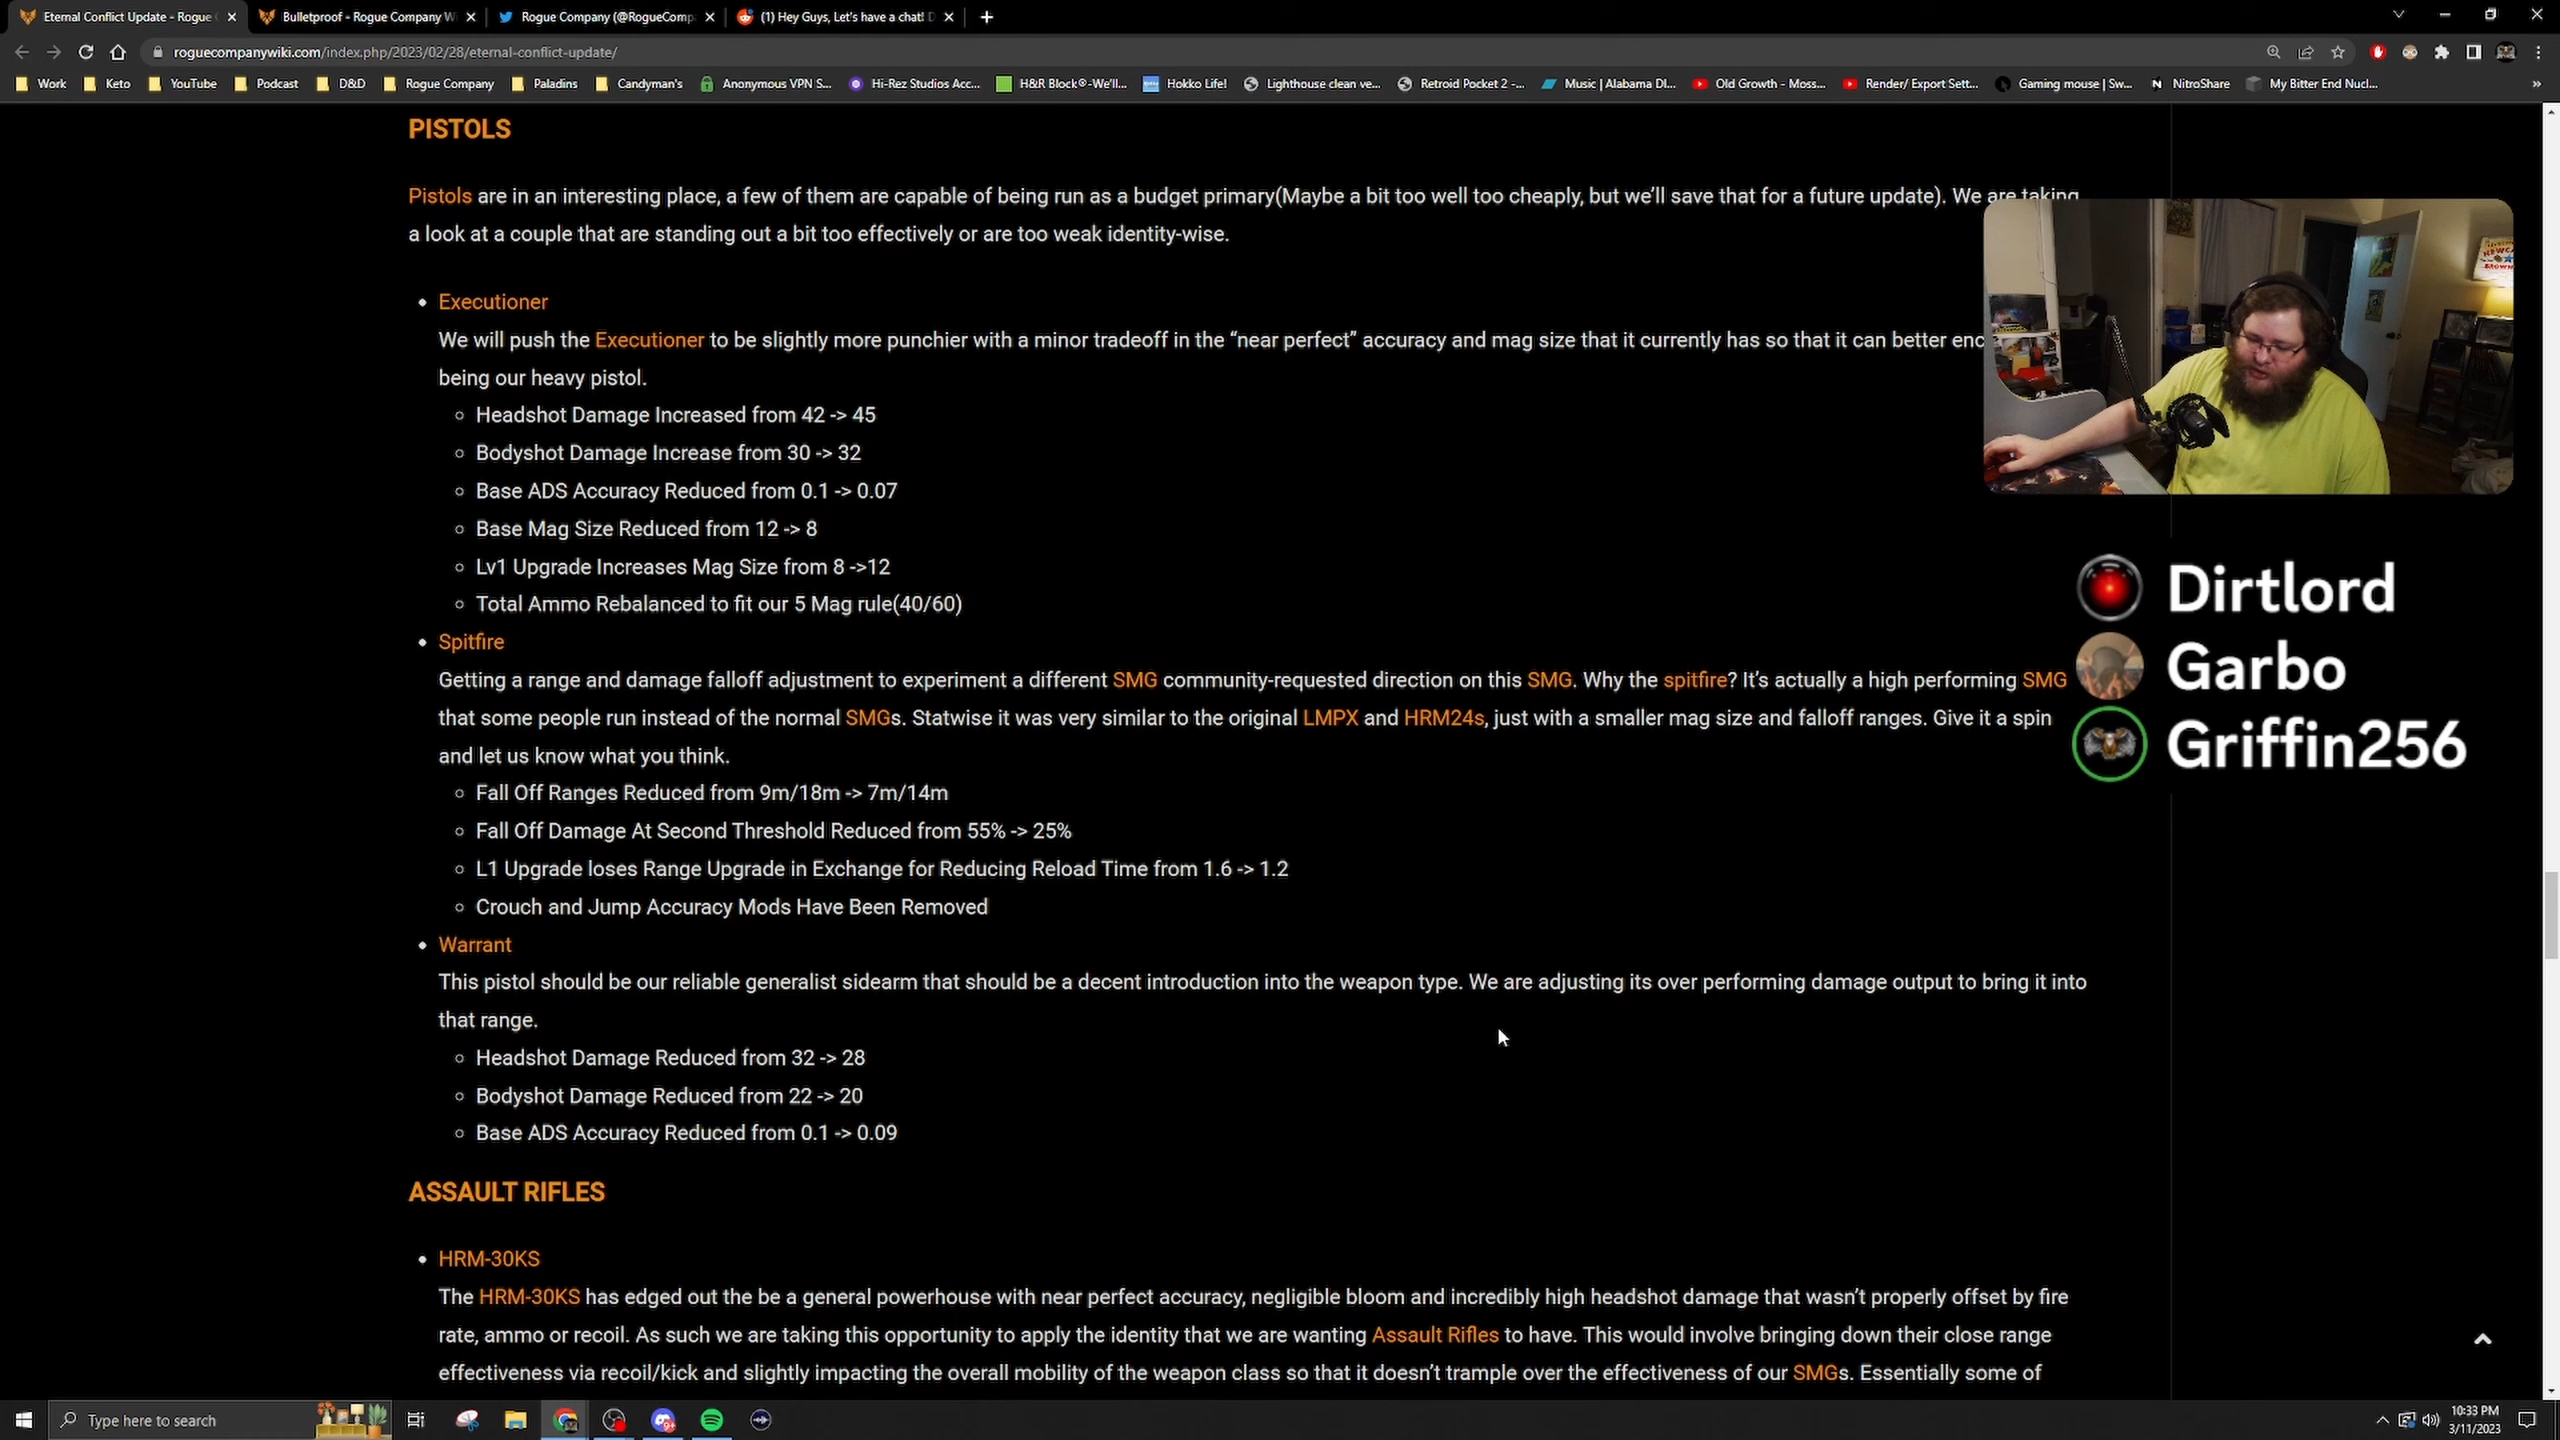 Eternal Conflict Update - Rogue
Bulletproof - Rogue Company W
Rogue Company (@RogueComp
(1) Hey Guys, Let's have a chat! D
roguecompanywiki.com/index.php/2023/02/28/eternal-conflict-update/
Work
Keto
YouTube
Podcast
D&D
Rogue Company
Paladins
Candyman's
Anonymous VPN S...
Hi-Rez Studios Acc...
H&R Block®-We'll...
Hokko Life!
Lighthouse clean ve...
Retroid Pocket 2 -...
Music | Alabama DI...
Old Growth - Moss...
Render/ Export Sett...
Gaming mouse | Sw...
NitroShare
My Bitter End Nucl...
PISTOLS
Pistols are in an interesting place, a few of them are capable of being run as a budget primary(Maybe a bit too well too cheaply, but we'll save that for a future update). We are taking
a look at a couple that are standing out a bit too effectively or are too weak identity-wise.
Executioner
We will push the Executioner to be slightly more punchier with a minor tradeoff in the “near perfect” accuracy and mag size that it currently has so that it can better enc
being our heavy pistol.
Headshot Damage Increased from 42 -> 45
Bodyshot Damage Increase from 30 -> 32
Base ADS Accuracy Reduced from 0.1 -> 0.07
Base Mag Size Reduced from 12 -> 8
Lv1 Upgrade Increases Mag Size from 8 ->12
Total Ammo Rebalanced to fit our 5 Mag rule(40/60)
Dirtlord
Garbo
Griffin256
Spitfire
Getting a range and damage falloff adjustment to experiment a different SMG community-requested direction on this SMG. Why the spitfire? It's actually a high performing SMG
that some people run instead of the normal SMGs. Statwise it was very similar to the original LMPX and HRM24s, just with a smaller mag size and falloff ranges. Give it a spin
and let us know what you think.
Fall Off Ranges Reduced from 9m/18m -> 7m/14m
Fall Off Damage At Second Threshold Reduced from 55% -> 25%
L1 Upgrade loses Range Upgrade in Exchange for Reducing Reload Time from 1.6 -> 1.2
Crouch and Jump Accuracy Mods Have Been Removed
Warrant
This pistol should be our reliable generalist sidearm that should be a decent introduction into the weapon type. We are adjusting its over performing damage output to bring it into
that range.
Headshot Damage Reduced from 32 -> 28
Bodyshot Damage Reduced from 22 -> 20
Base ADS Accuracy Reduced from 0.1 -> 0.09
ASSAULT RIFLES
HRM-30KS
The HRM-30KS has edged out the be a general powerhouse with near perfect accuracy, negligible bloom and incredibly high headshot damage that wasn't properly offset by fire
rate, ammo or recoil. As such we are taking this opportunity to apply the identity that we are wanting Assault Rifles to have. This would involve bringing down their close range
effectiveness via recoil/kick and slightly impacting the overall mobility of the weapon class so that it doesn't trample over the effectiveness of our SMGs. Essentially some of
Type here to search
10:33 PM
3/11/2023